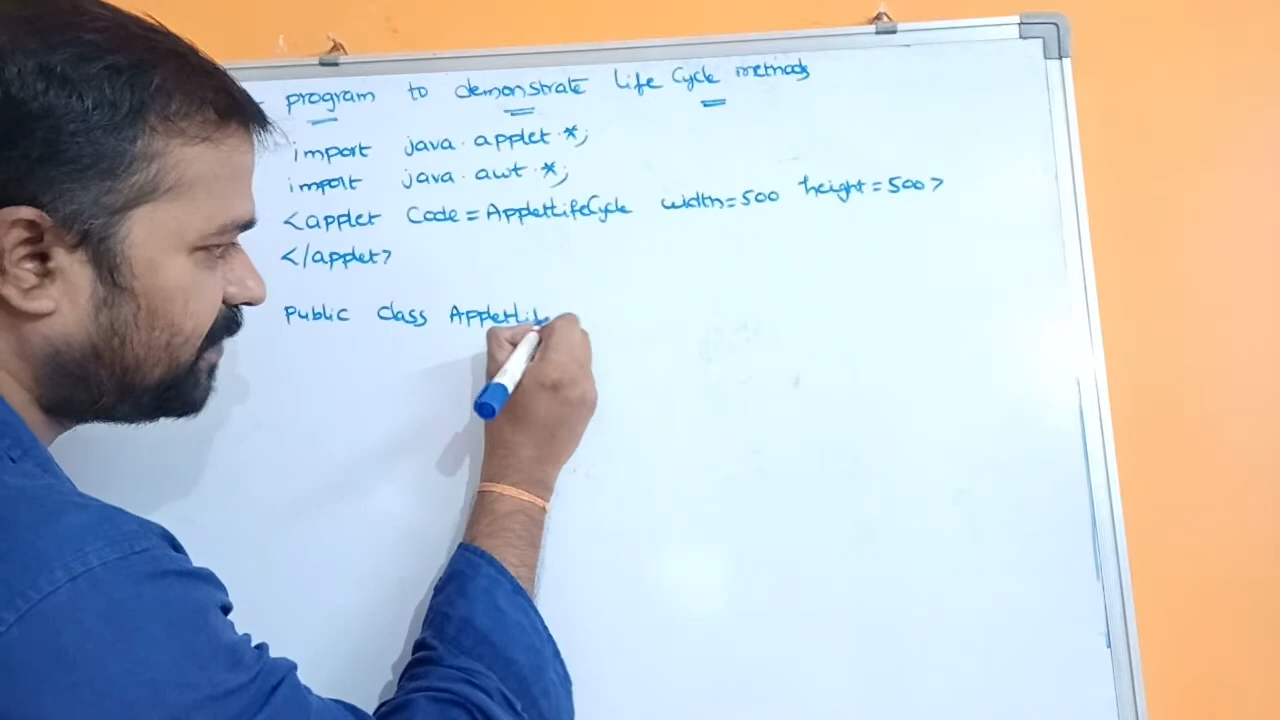 program to demonstrate Life Cycle methods
import java.applet.*;
import java.awt.*;
<applet Code=AppletLifeCycle width=500 height=500>
</applet>
public class AppletLif